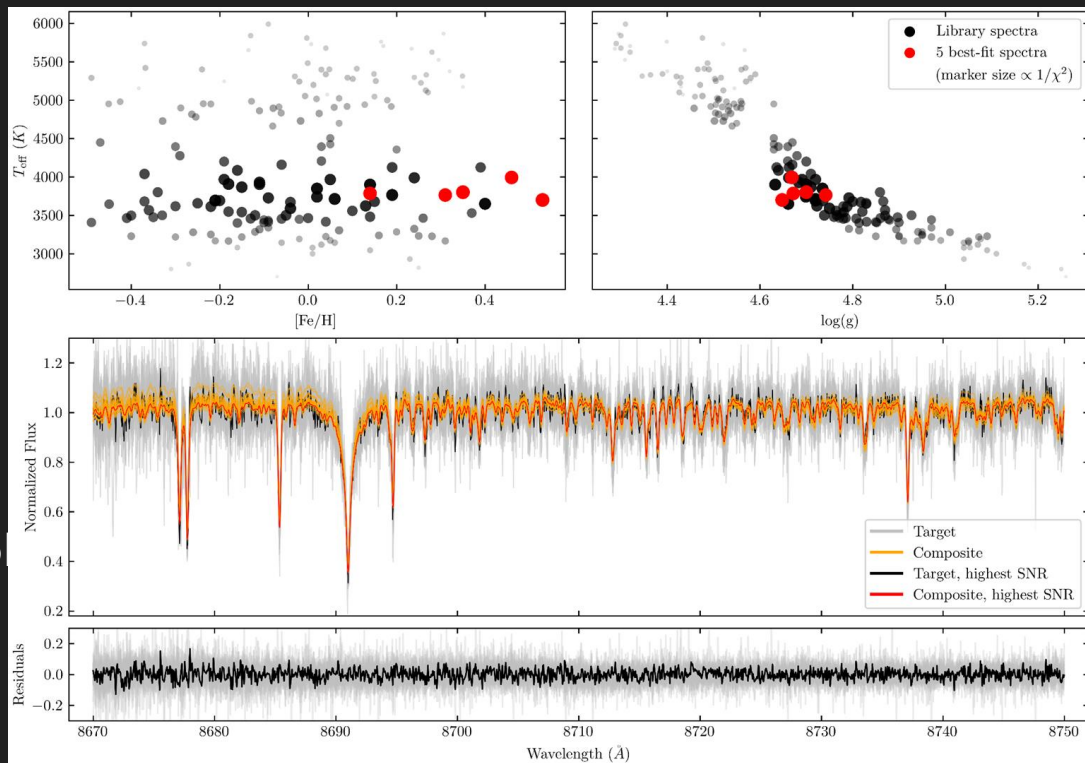 6000
5500
5000
4500
4000
3500
3000
T_eff (K)
−0.4 −0.2 0.0 0.2 0.4
[Fe/H]
Library spectra
5 best-fit spectra
(marker size ∝ 1/χ²)
4.4 4.6 4.8 5.0 5.2
log(g)
1.2
1.0
0.8
0.6
0.4
0.2
Normalized Flux
Target
Composite
Target, highest SNR
Composite, highest SNR
0.2
0.0
−0.2
Residuals
8670 8680 8690 8700 8710 8720 8730 8740 8750
Wavelength (Å)